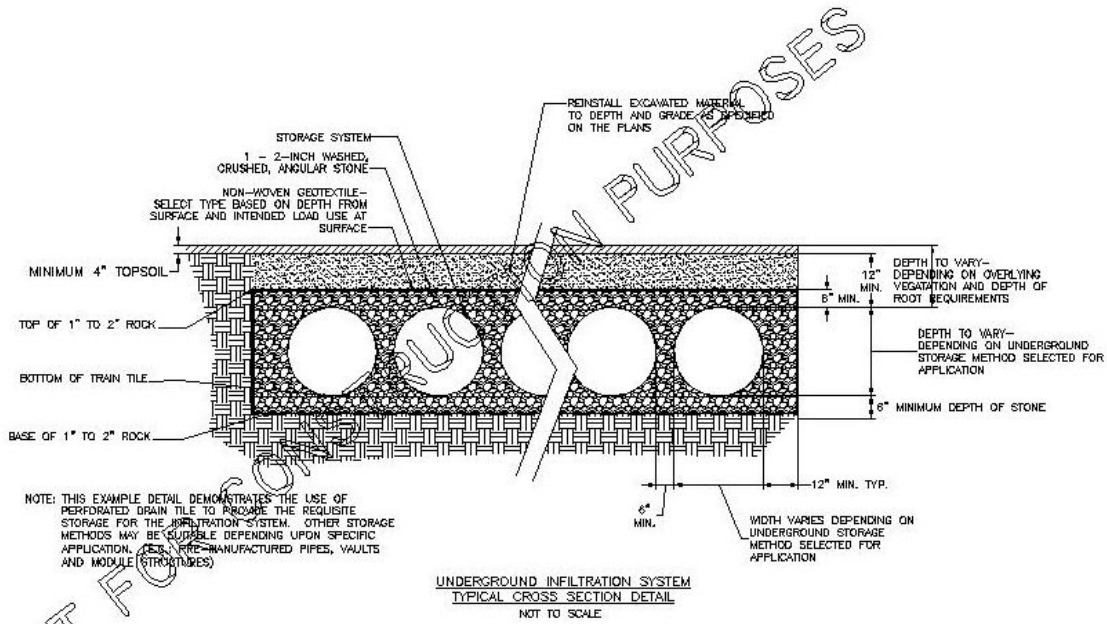 REINSTALL EXCAVATED MATERIAL
TO DEPTH AND GRADE AS SPECIFIED
ON THE PLANS
STORAGE SYSTEM
1 - 2-INCH WASHED,
CRUSHED, ANGULAR STONE
NON-WOVEN GEOTEXTILE-
SELECT TYPE BASED ON DEPTH FROM
SURFACE AND INTENDED LOAD USE AT
SURFACE
MINIMUM 4" TOPSOIL
TOP OF 1" TO 2" ROCK
BOTTOM OF TRAIN TILE
BASE OF 1" TO 2" ROCK
12"
MIN.
6" MIN.
DEPTH TO VARY-
DEPENDING ON OVERLYING
VEGATATION AND DEPTH OF
ROOT REQUIREMENTS
DEPTH TO VARY-
DEPENDING ON UNDERGROUND
STORAGE METHOD SELECTED FOR
APPLICATION
6" MINIMUM DEPTH OF STONE
12" MIN. TYP.
6"
MIN.
WIDTH VARIES DEPENDING ON
UNDERGROUND STORAGE
METHOD SELECTED FOR
APPLICATION
NOTE: THIS EXAMPLE DETAIL DEMONSTRATES THE USE OF
PERFORATED DRAIN TILE TO PROVIDE THE REQUISITE
STORAGE FOR THE INFILTRATION SYSTEM. OTHER STORAGE
METHODS MAY BE SUITABLE DEPENDING UPON SPECIFIC
APPLICATION. (E.G.; PRE-MANUFACTURED PIPES, VAULTS
AND MODULE STRUCTURES)
UNDERGROUND INFILTRATION SYSTEM
TYPICAL CROSS SECTION DETAIL
NOT TO SCALE
FOR CONSTRUCTION PURPOSES